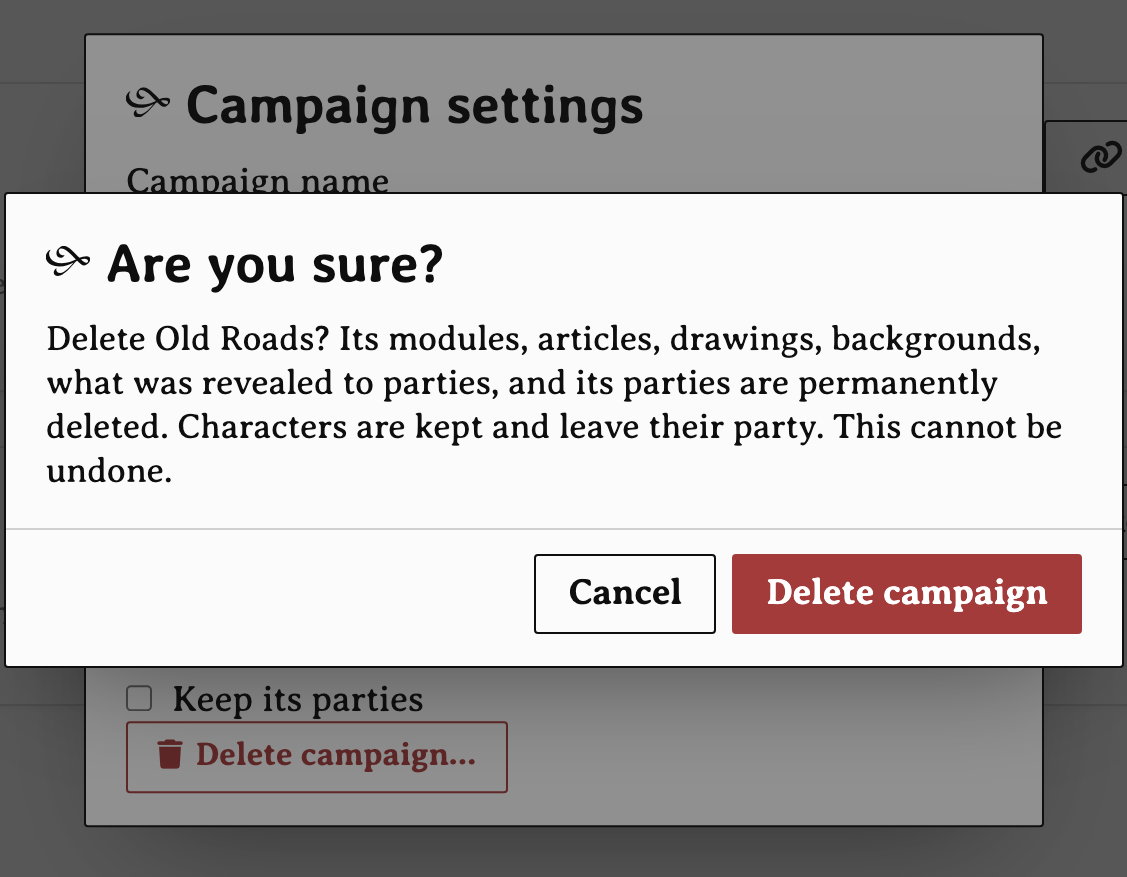 Campaign settings
Campaign name
Are you sure?
Delete Old Roads? Its modules, articles, drawings, backgrounds,
what was revealed to parties, and its parties are permanently
deleted. Characters are kept and leave their party. This cannot be
undone.
Cancel
Delete campaign
Keep its parties
Delete campaign...